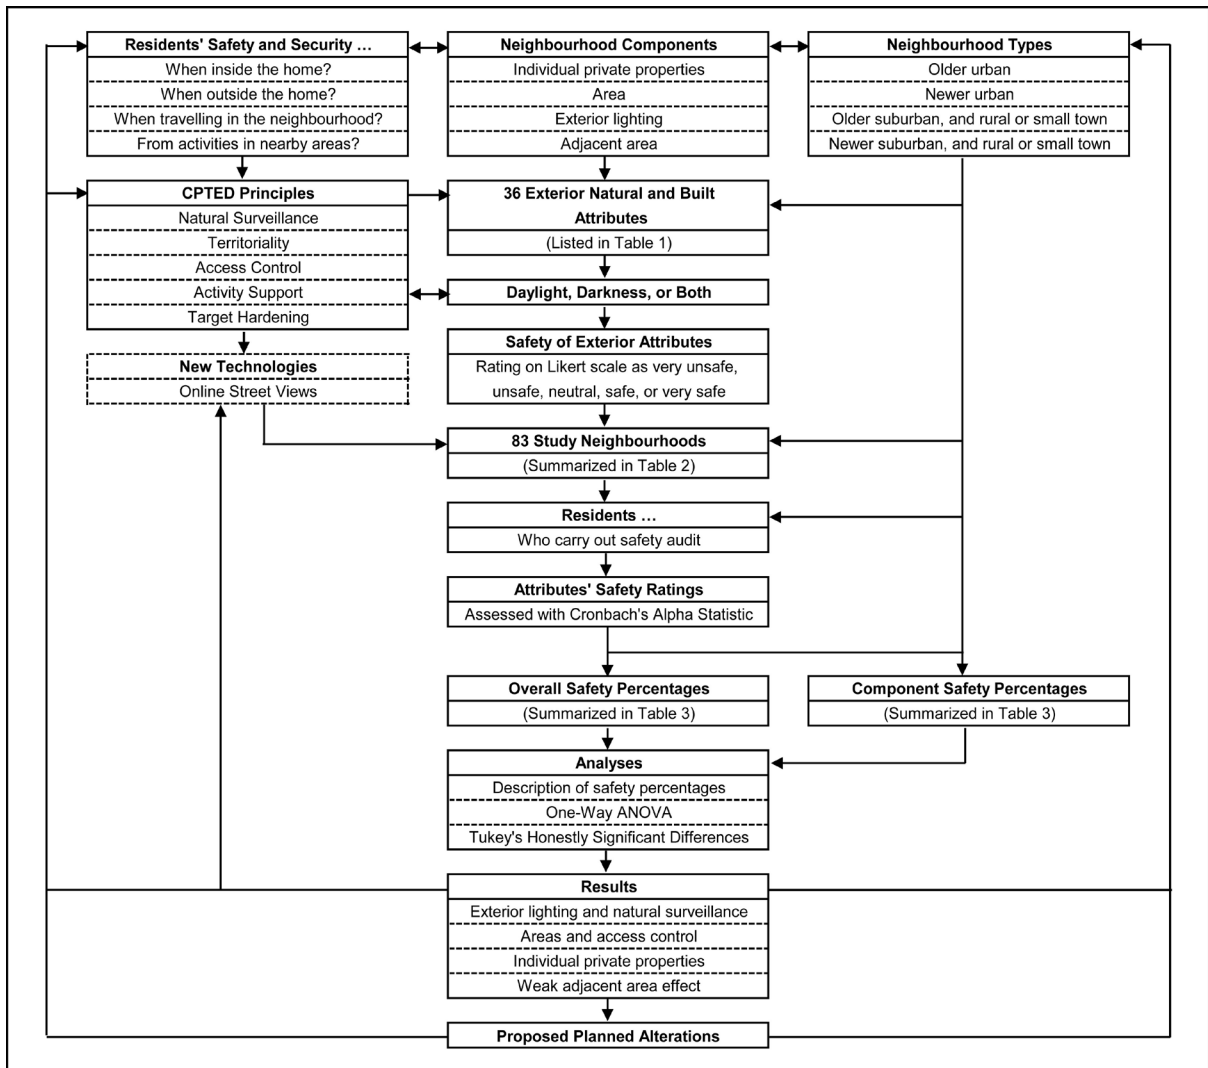 Residents' Safety and Security ...
When inside the home?
When outside the home?
When travelling in the neighbourhood?
From activities in nearby areas?
Neighbourhood Components
Individual private properties
Area
Exterior lighting
Adjacent area
Neighbourhood Types
Older urban
Newer urban
Older suburban, and rural or small town
Newer suburban, and rural or small town
CPTED Principles
Natural Surveillance
Territoriality
Access Control
Activity Support
Target Hardening
36 Exterior Natural and Built
Attributes
(Listed in Table 1)
Daylight, Darkness, or Both
New Technologies
Online Street Views
Safety of Exterior Attributes
Rating on Likert scale as very unsafe,
unsafe, neutral, safe, or very safe
83 Study Neighbourhoods
(Summarized in Table 2)
Residents ...
Who carry out safety audit
Attributes' Safety Ratings
Assessed with Cronbach's Alpha Statistic
Overall Safety Percentages
(Summarized in Table 3)
Component Safety Percentages
(Summarized in Table 3)
Analyses
Description of safety percentages
One-Way ANOVA
Tukey's Honestly Significant Differences
Results
Exterior lighting and natural surveillance
Areas and access control
Individual private properties
Weak adjacent area effect
Proposed Planned Alterations